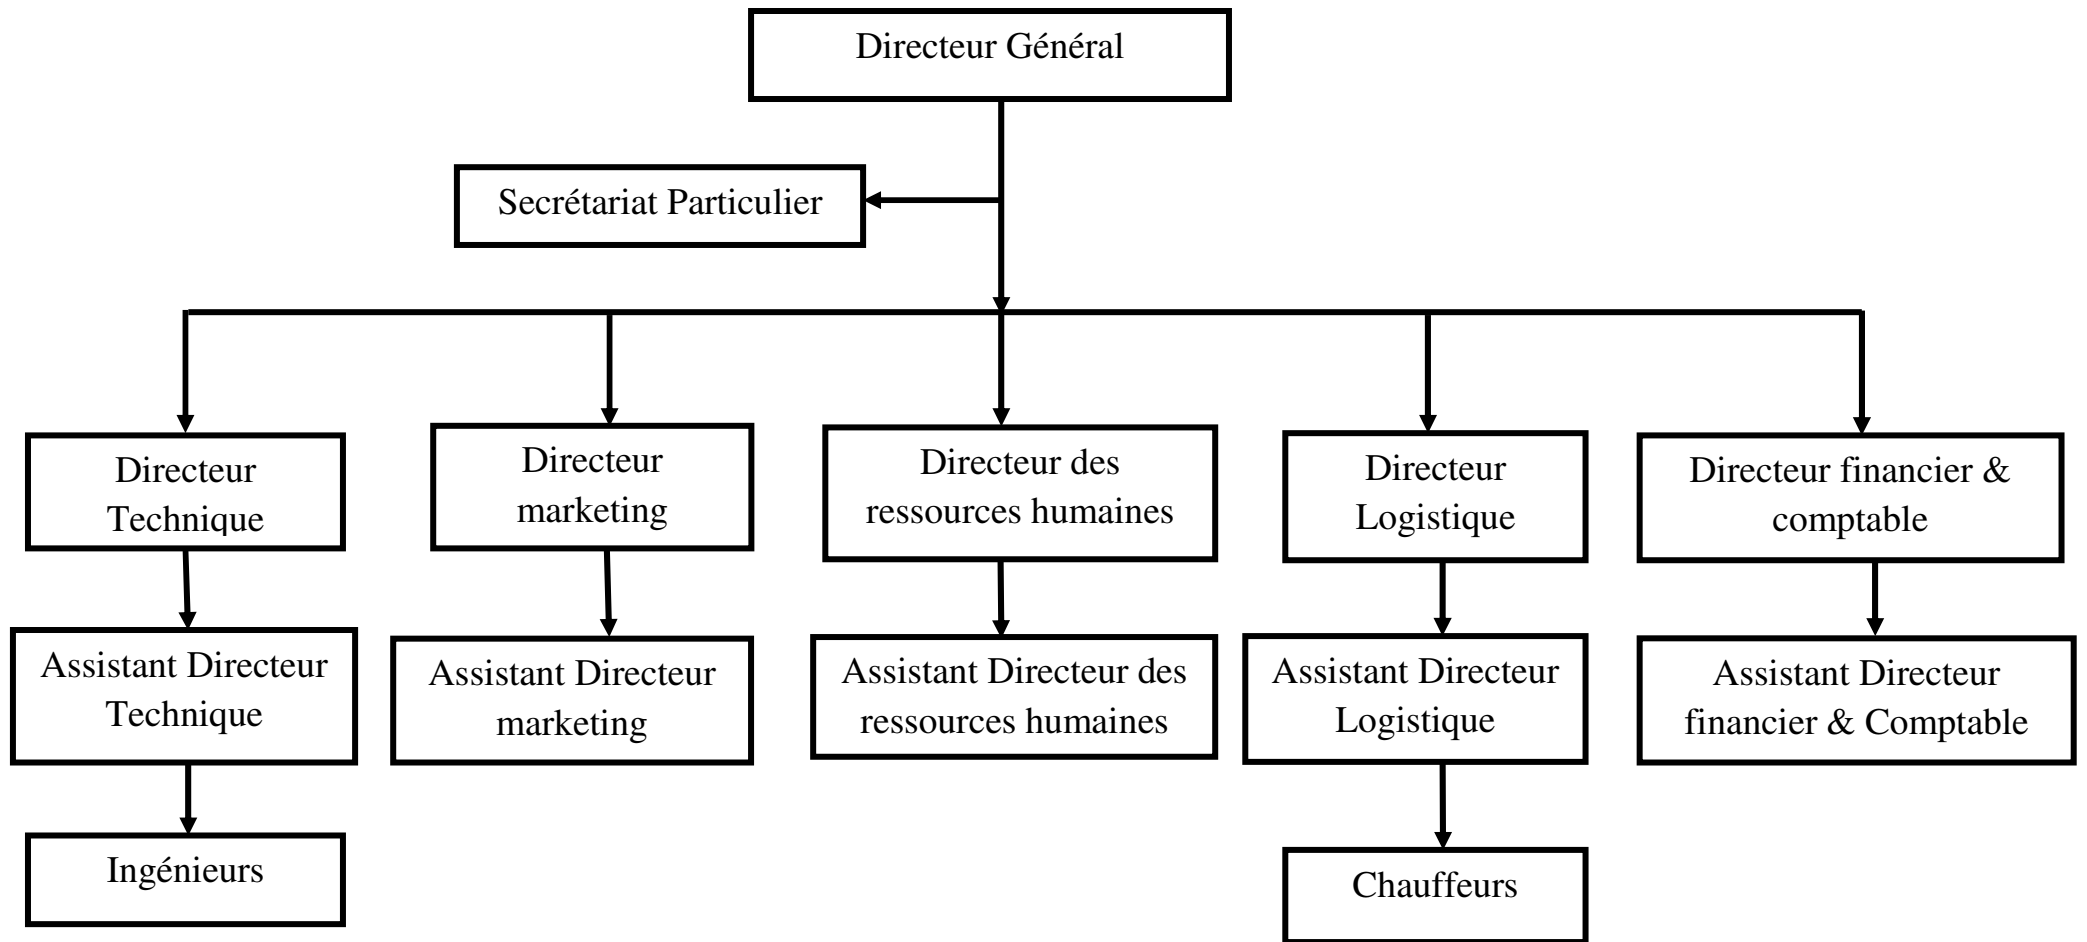 Directeur Général
Secrétariat Particulier
Directeur
Technique
Directeur
marketing
Directeur des
ressources humaines
Directeur
Logistique
Directeur financier &
comptable
Assistant Directeur
Technique
Assistant Directeur
marketing
Assistant Directeur des
ressources humaines
Assistant Directeur
Logistique
Assistant Directeur
financier & Comptable
Ingénieurs
Chauffeurs